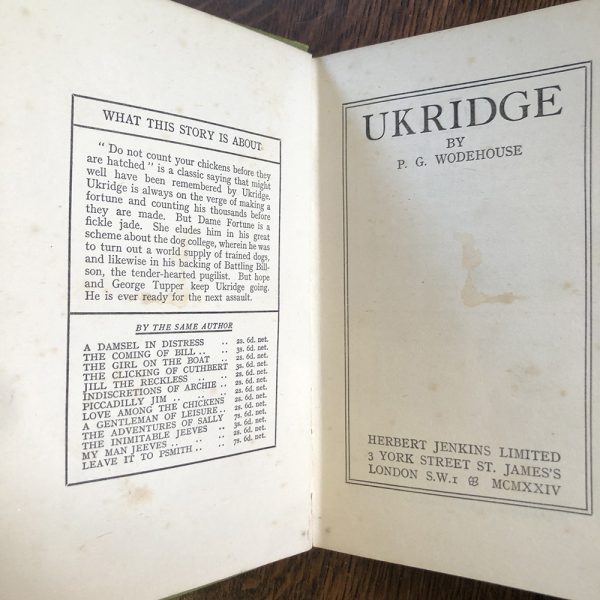 WHAT THIS STORY IS ABOUT
" Do not count your chickens before they
are hatched " is a classic saying that might
well have been remembered by Ukridge.
Ukridge is always on the verge of making a
fortune and counting his thousands before
they are made. But Dame Fortune is a
fickle jade. She eludes him in his great
scheme about the dog college, wherein he was
to turn out a world supply of trained dogs,
and likewise in his backing of Battling Bill-
son, the tender-hearted pugilist. But hope
and George Tupper keep Ukridge going.
He is ever ready for the next assault.
BY THE SAME AUTHOR
A DAMSEL IN DISTRESS .. 2s. 6d. net.
THE COMING OF BILL .. .. 3s. 6d. net.
THE GIRL ON THE BOAT .. 2s. 6d. net.
THE CLICKING OF CUTHBERT 3s. 6d. net.
JILL THE RECKLESS .. .. 2s. 6d. net.
INDISCRETIONS OF ARCHIE .. 2s. 6d. net.
PICCADILLY JIM .. .. .. 2s. 6d. net.
LOVE AMONG THE CHICKENS 2s. 6d. net.
A GENTLEMAN OF LEISURE .. 2s. 6d. net.
THE ADVENTURES OF SALLY 7s. 6d. net.
THE INIMITABLE JEEVES .. 3s. 6d. net.
MY MAN JEEVES .. .. .. 2s. 6d. net.
LEAVE IT TO PSMITH .. .. 7s. 6d. net.
UKRIDGE
BY
P. G. WODEHOUSE
HERBERT JENKINS LIMITED
3 YORK STREET ST. JAMES'S
LONDON S.W.1 MCMXXIV